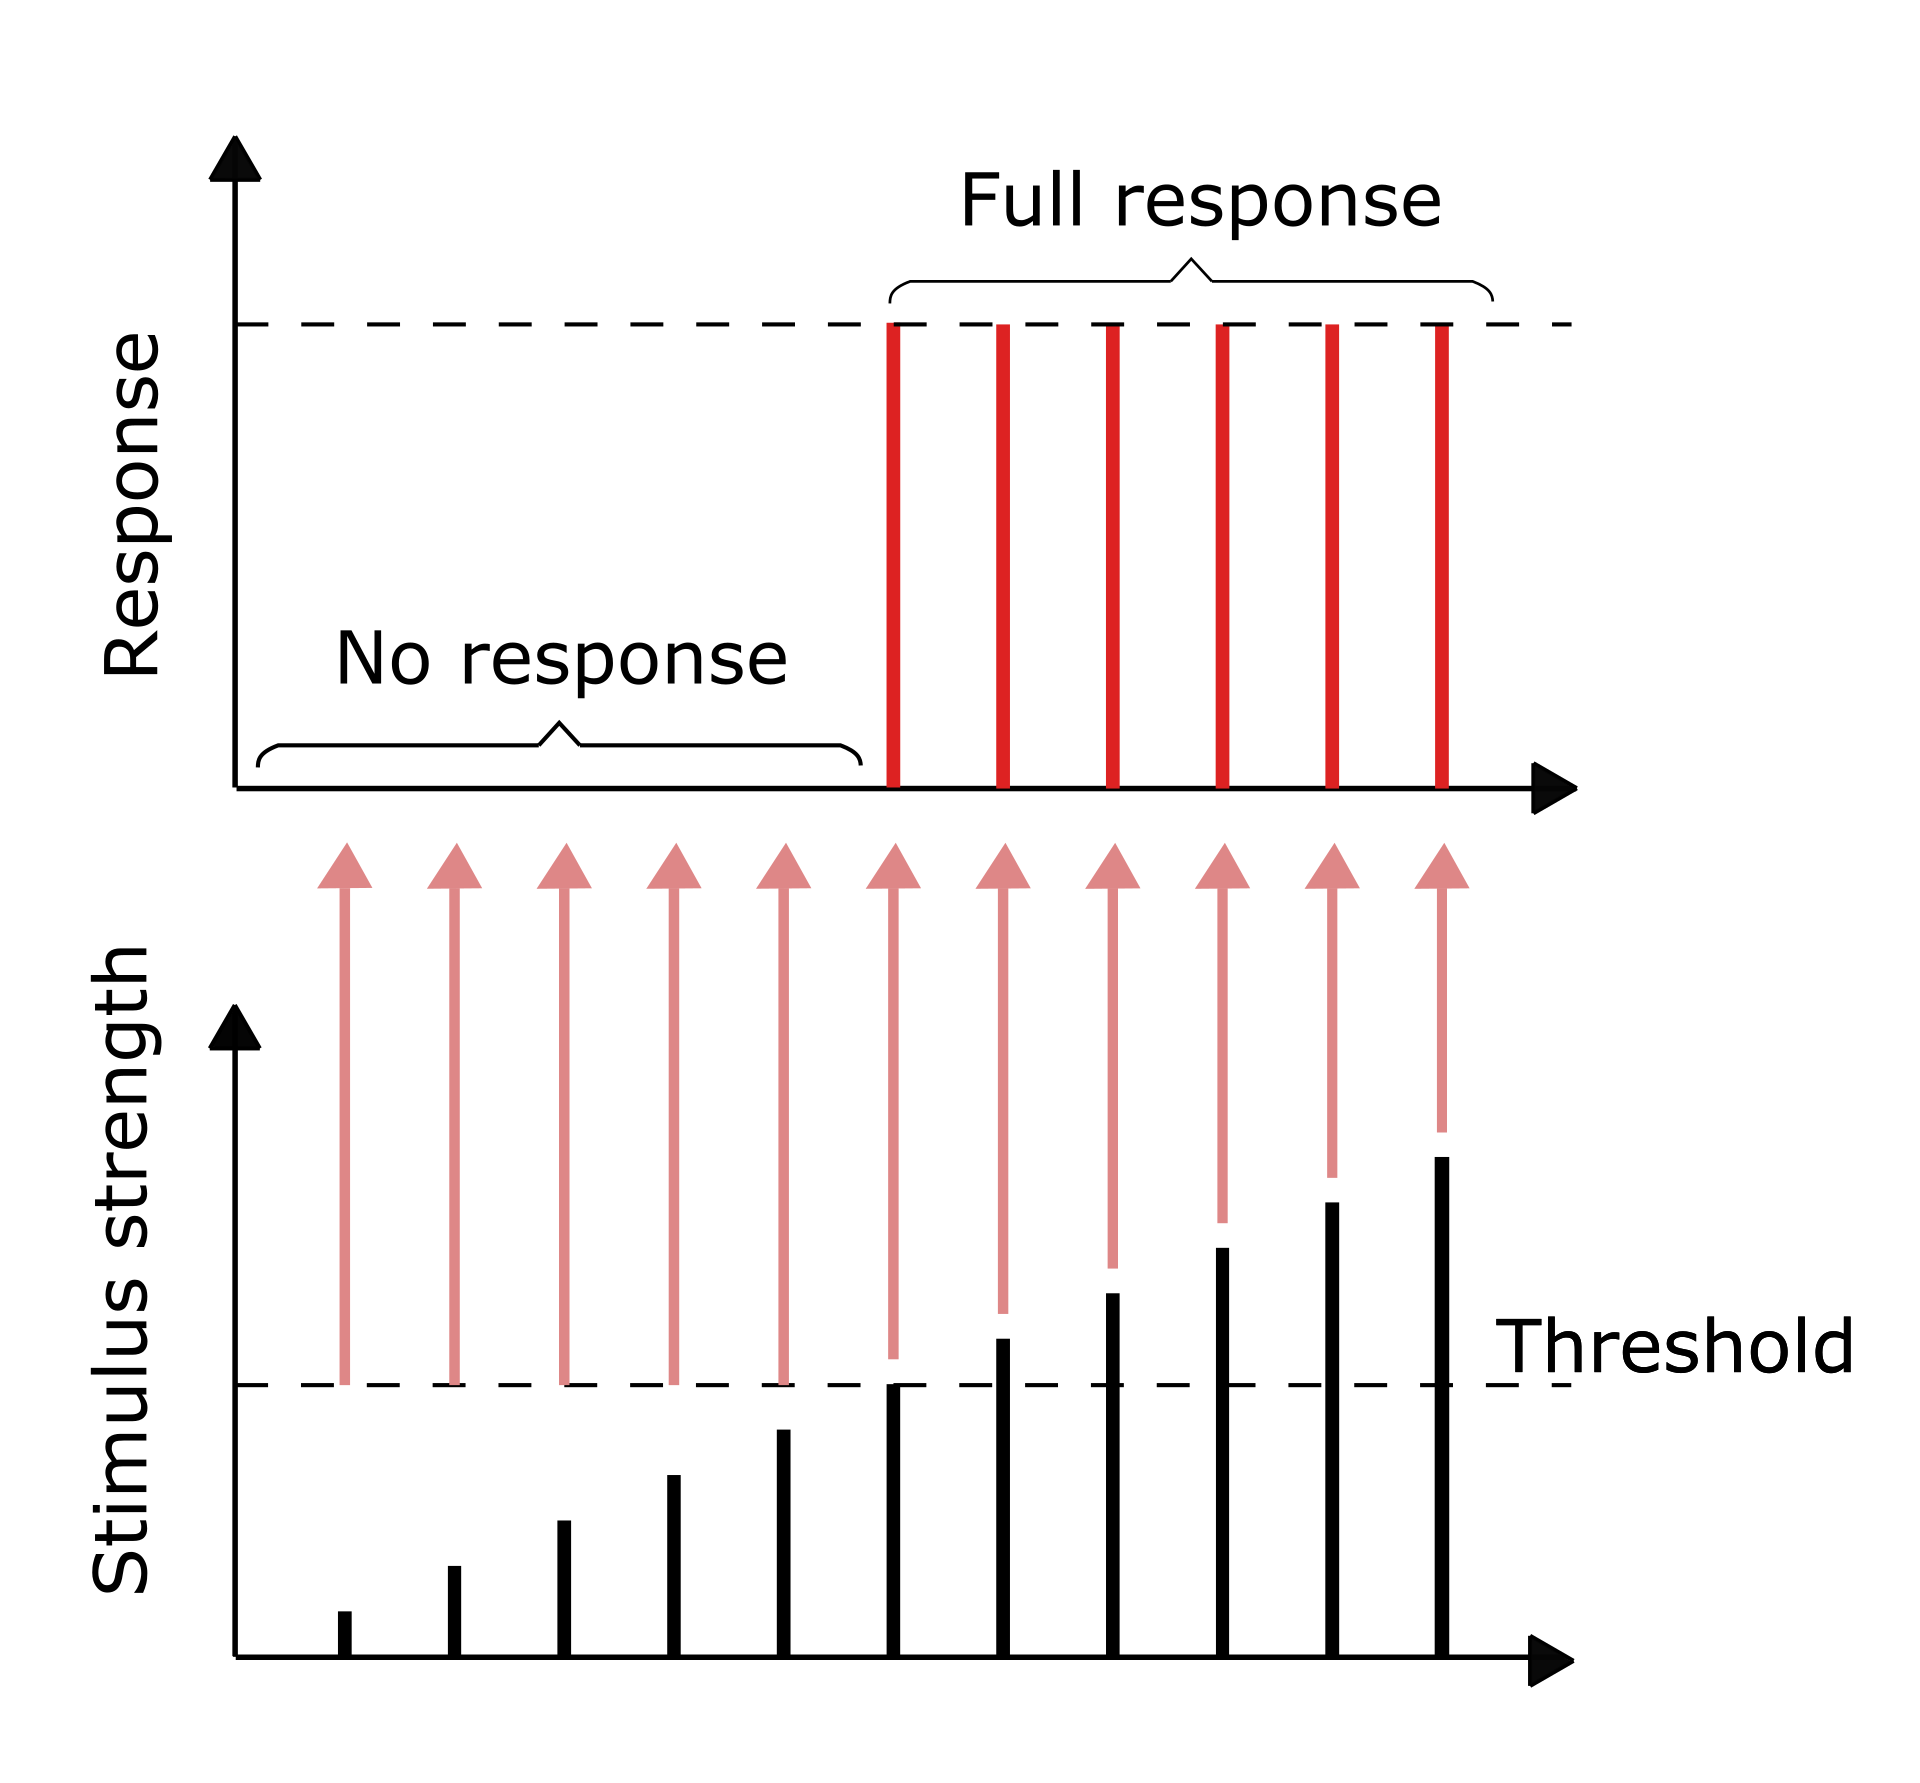 Full response
Response
No response
Stimulus strength
Threshold